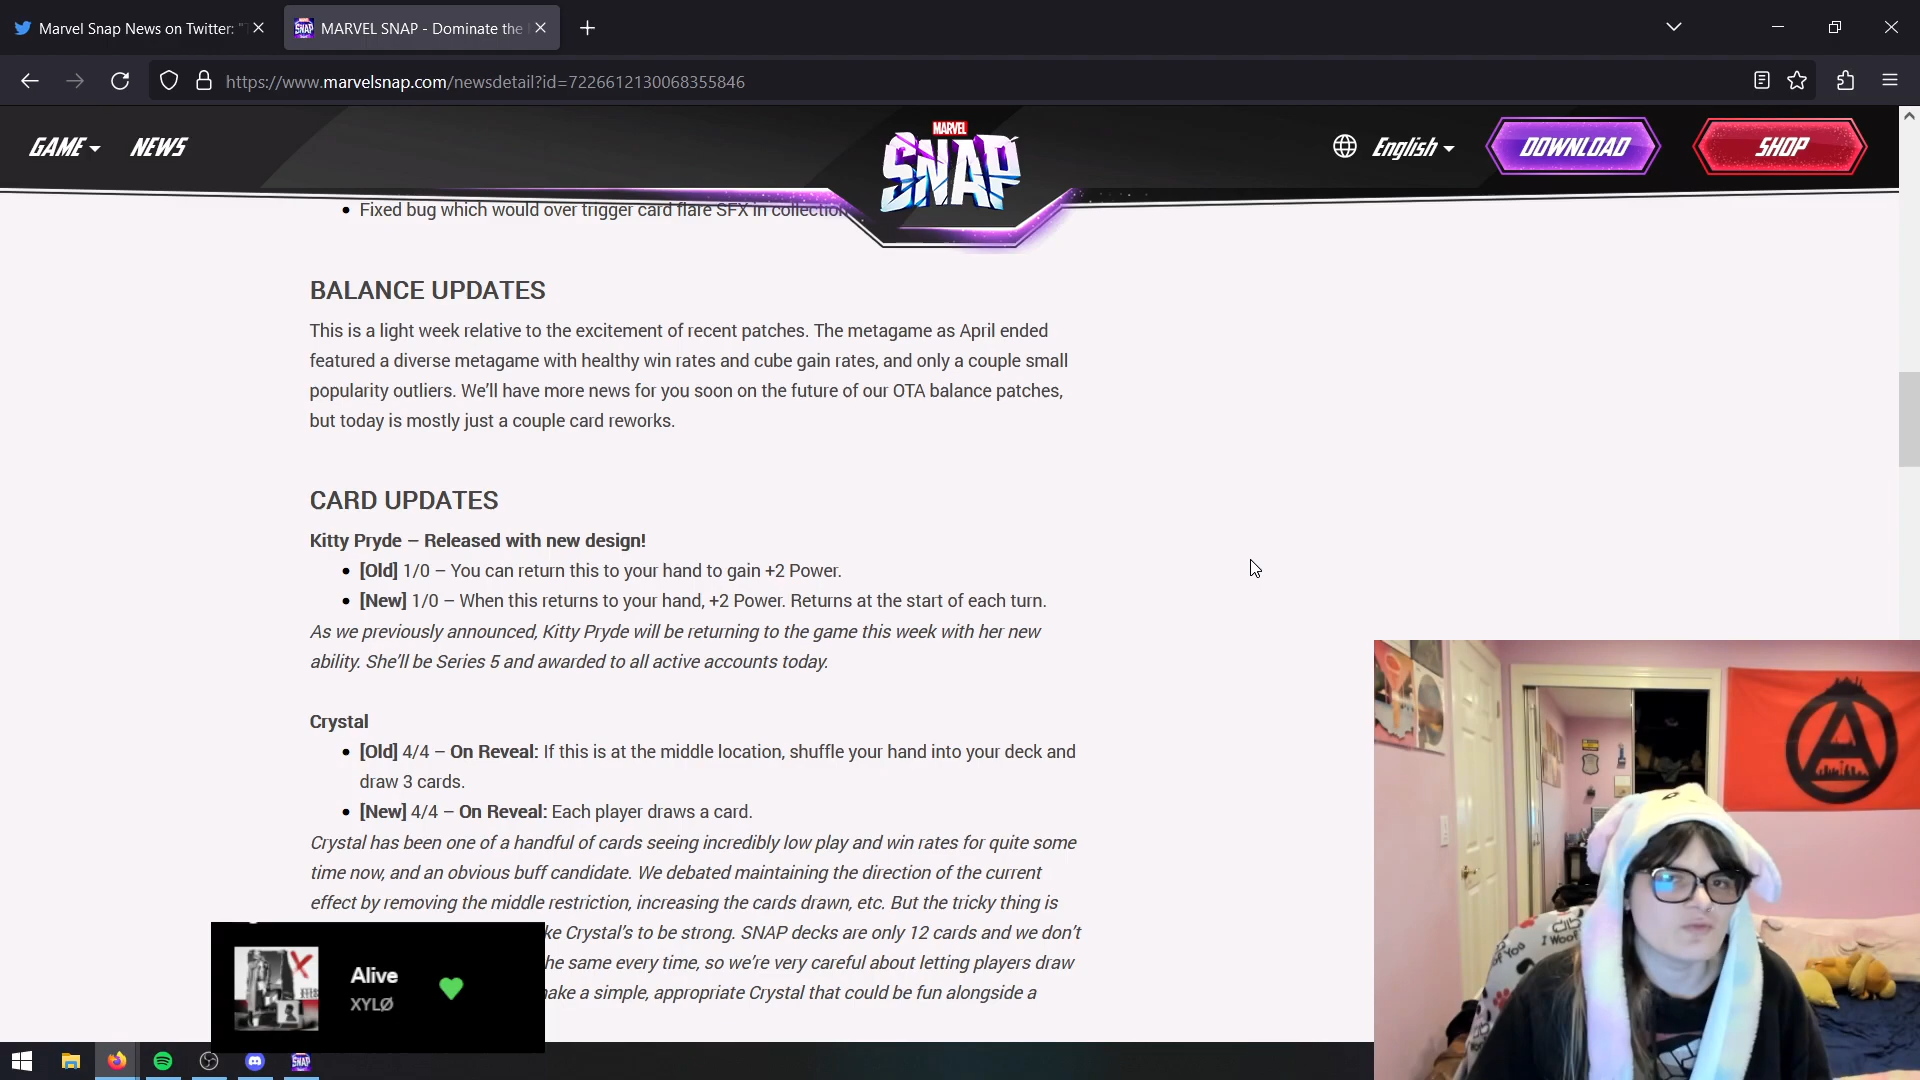 Marvel Snap News on Twitter: "T
MARVEL SNAP - Dominate the
https://www.marvelsnap.com/newsdetail?id=7226612130068355846
GAME
NEWS
MARVEL
SNAP
English
DOWNLOAD
SHOP
Fixed bug which would over trigger card flare SFX in collection
BALANCE UPDATES
This is a light week relative to the excitement of recent patches. The metagame as April ended
featured a diverse metagame with healthy win rates and cube gain rates, and only a couple small
popularity outliers. We'll have more news for you soon on the future of our OTA balance patches,
but today is mostly just a couple card reworks.
CARD UPDATES
Kitty Pryde – Released with new design!
[Old] 1/0 – You can return this to your hand to gain +2 Power.
[New] 1/0 – When this returns to your hand, +2 Power. Returns at the start of each turn.
As we previously announced, Kitty Pryde will be returning to the game this week with her new
ability. She'll be Series 5 and awarded to all active accounts today.
Crystal
[Old] 4/4 – On Reveal: If this is at the middle location, shuffle your hand into your deck and
draw 3 cards.
[New] 4/4 – On Reveal: Each player draws a card.
Crystal has been one of a handful of cards seeing incredibly low play and win rates for quite some
time now, and an obvious buff candidate. We debated maintaining the direction of the current
effect by removing the middle restriction, increasing the cards drawn, etc. But the tricky thing is
ke Crystal's to be strong. SNAP decks are only 12 cards and we don't
he same every time, so we're very careful about letting players draw
make a simple, appropriate Crystal that could be fun alongside a
Alive
XYLØ